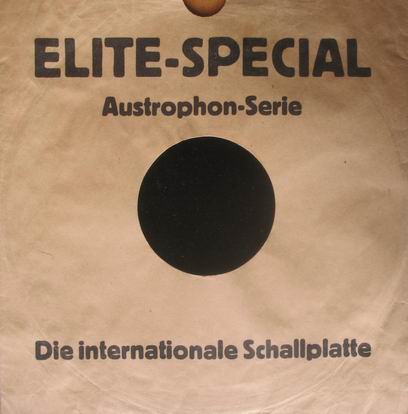 ELITE-SPECIAL
Austrophon-Serie
Die internationale Schallplatte